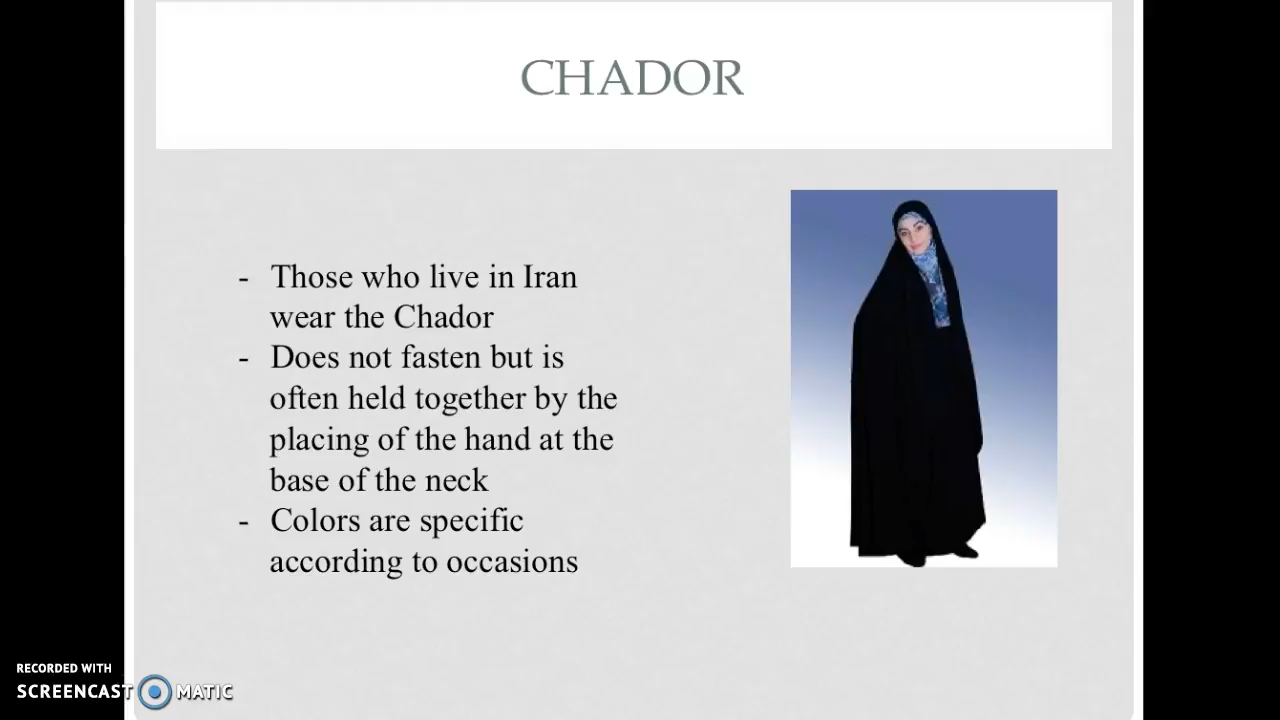 CHADOR
- Those who live in Iran
wear the Chador
- Does not fasten but is
often held together by the
placing of the hand at the
base of the neck
- Colors are specific
according to occasions
RECORDED WITH
SCREENCAST MATIC